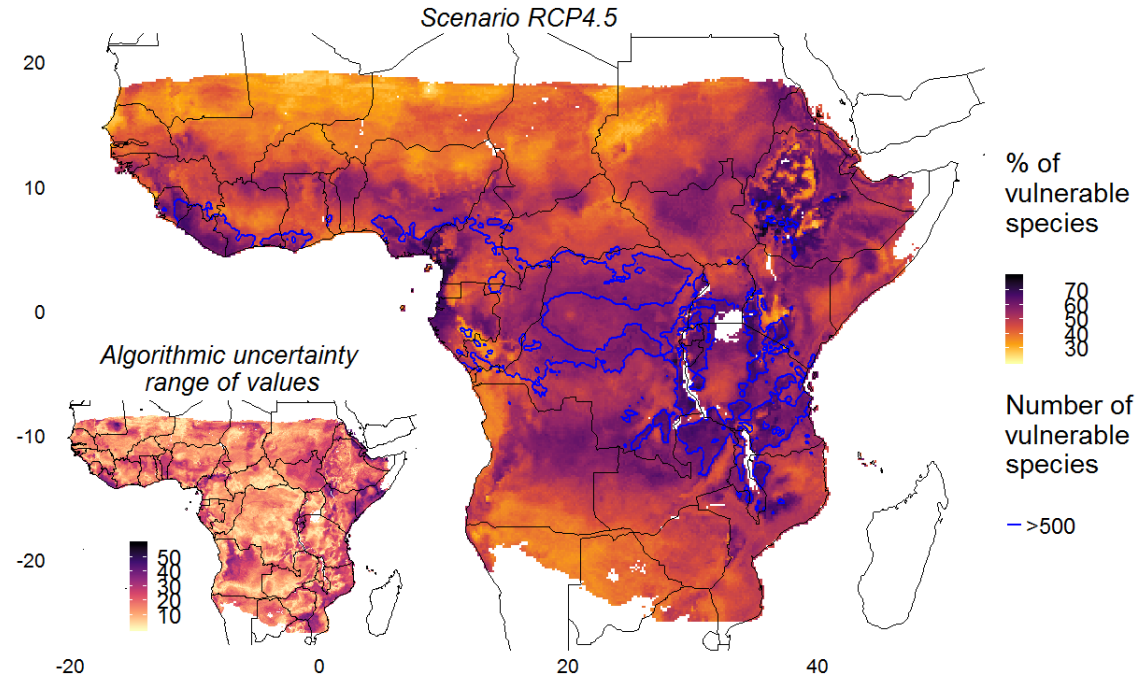 Scenario RCP4.5
20
10
0
-10
-20
-20
0
20
40
Algorithmic uncertainty
range of values
50
40
30
20
10
% of
vulnerable
species
70
60
50
40
30
Number of
vulnerable
species
>500